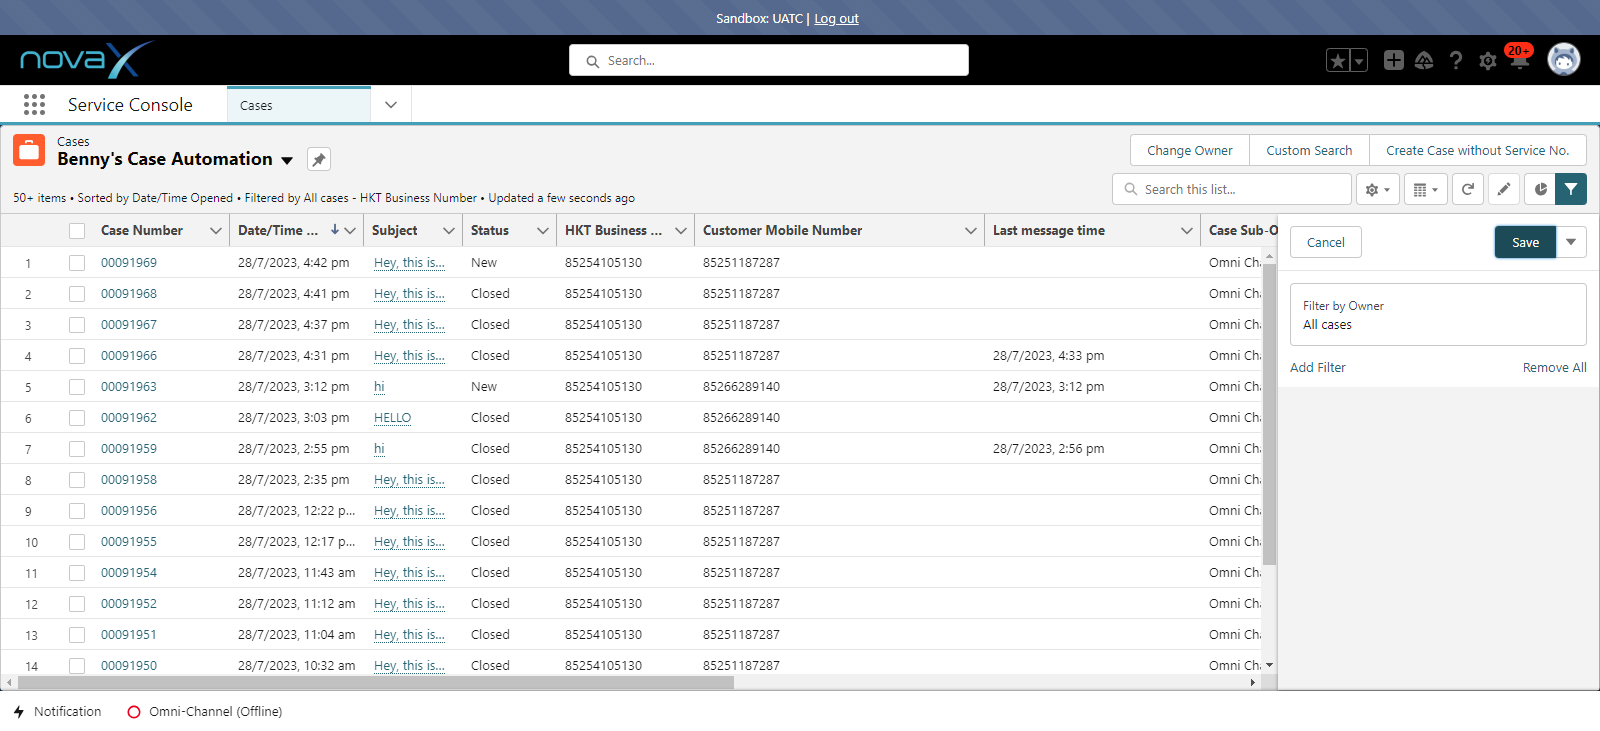 Sandbox: UATC | Log out
novaX
Search...
20+
Service Console
Cases
Cases
Benny's Case Automation
Change Owner
Custom Search
Create Case without Service No.
50+ items • Sorted by Date/Time Opened • Filtered by All cases - HKT Business Number • Updated a few seconds ago
Search this list...
Case Number Date/Time ... Subject Status HKT Business ... Customer Mobile Number Last message time Case Sub-O
1 00091969 28/7/2023, 4:42 pm Hey, this is... New 85254105130 85251187287 Omni Cha
2 00091968 28/7/2023, 4:41 pm Hey, this is... Closed 85254105130 85251187287 Omni Cha
3 00091967 28/7/2023, 4:37 pm Hey, this is... Closed 85254105130 85251187287 Omni Cha
4 00091966 28/7/2023, 4:31 pm Hey, this is... Closed 85254105130 85251187287 28/7/2023, 4:33 pm Omni Cha
5 00091963 28/7/2023, 3:12 pm hi New 85254105130 85266289140 28/7/2023, 3:12 pm Omni Cha
6 00091962 28/7/2023, 3:03 pm HELLO Closed 85254105130 85266289140 Omni Cha
7 00091959 28/7/2023, 2:55 pm hi Closed 85254105130 85266289140 28/7/2023, 2:56 pm Omni Cha
8 00091958 28/7/2023, 2:35 pm Hey, this is... Closed 85254105130 85251187287 Omni Cha
9 00091956 28/7/2023, 12:22 p... Hey, this is... Closed 85254105130 85251187287 Omni Cha
10 00091955 28/7/2023, 12:17 p... Hey, this is... Closed 85254105130 85251187287 Omni Cha
11 00091954 28/7/2023, 11:43 am Hey, this is... Closed 85254105130 85251187287 Omni Cha
12 00091952 28/7/2023, 11:12 am Hey, this is... Closed 85254105130 85251187287 Omni Cha
13 00091951 28/7/2023, 11:04 am Hey, this is... Closed 85254105130 85251187287 Omni Cha
14 00091950 28/7/2023, 10:32 am Hey, this is... Closed 85254105130 85251187287 Omni Cha
Cancel
Save
Filter by Owner
All cases
Add Filter
Remove All
Notification
Omni-Channel (Offline)